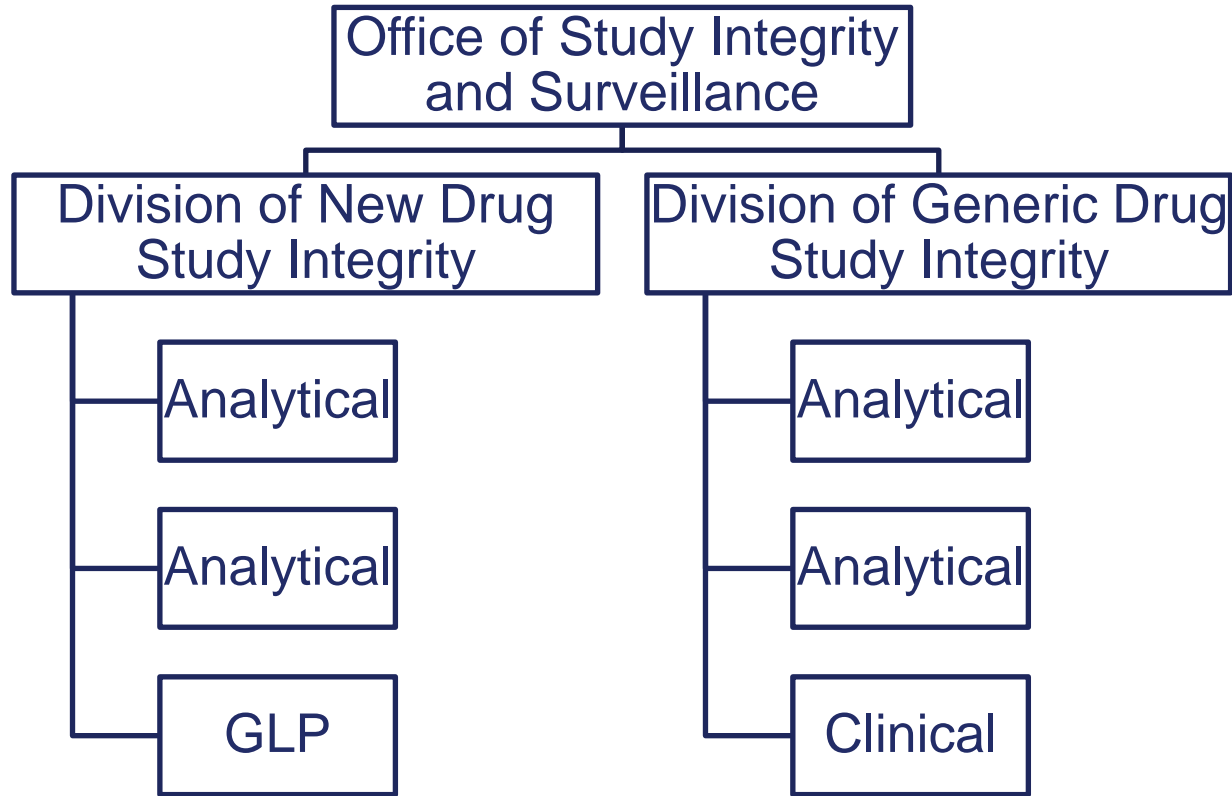 Office of Study Integrity
and Surveillance
Division of New Drug
Study Integrity
Analytical
Analytical
GLP
Division of Generic Drug
Study Integrity
Analytical
Analytical
Clinical